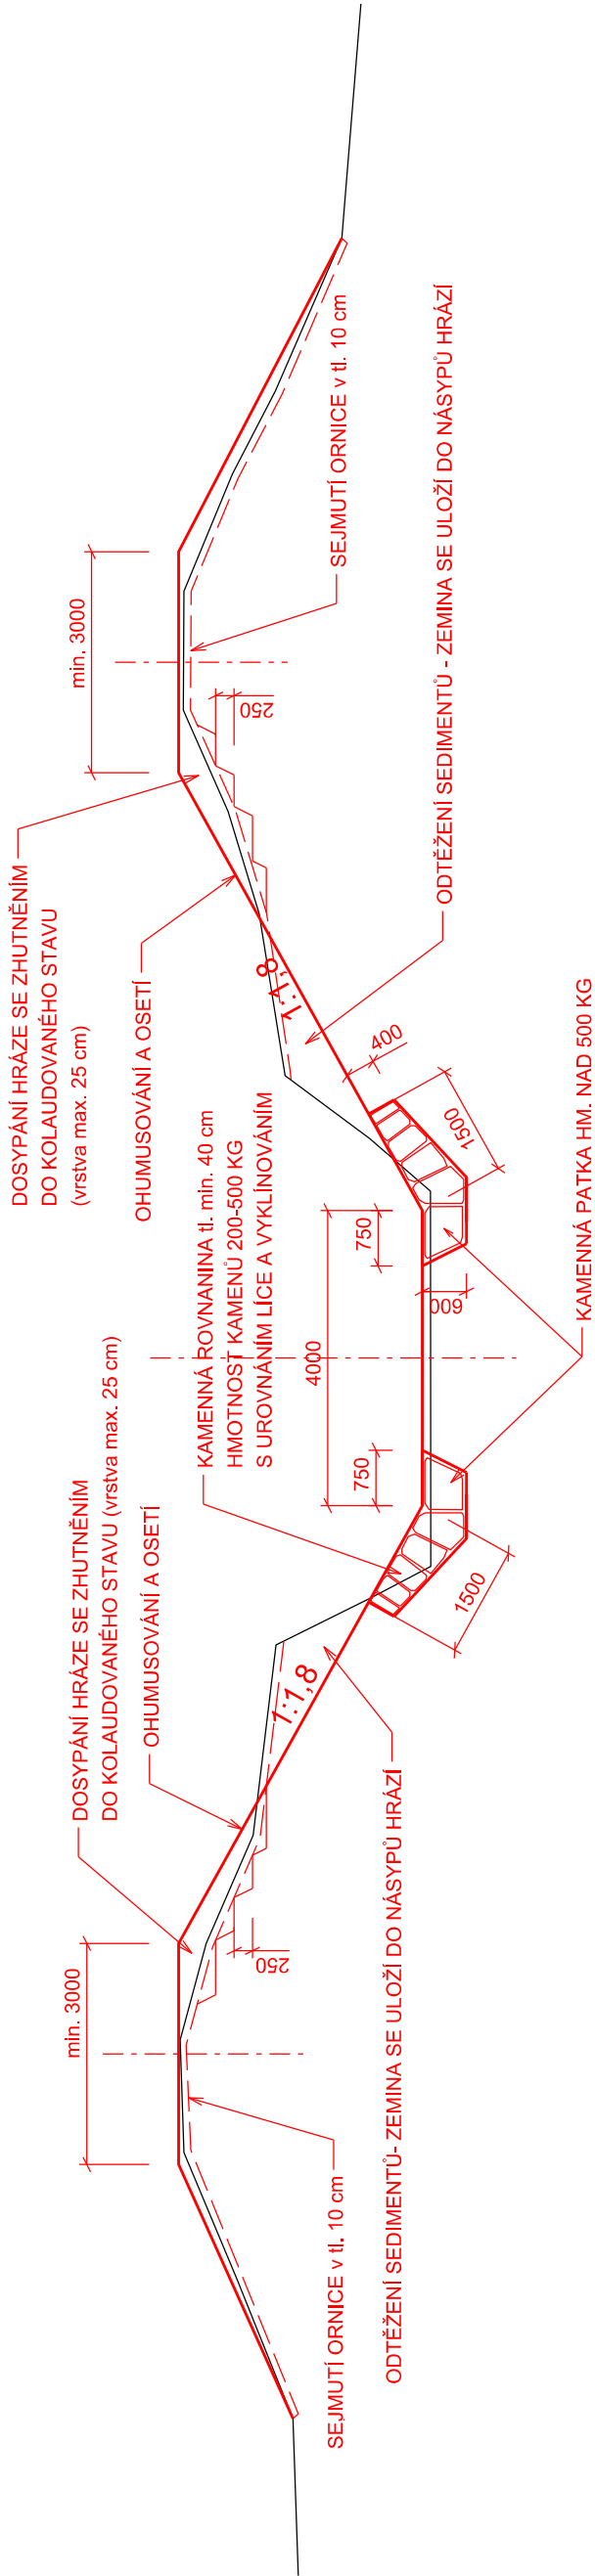 DOSYPÁNÍ HRÁZE SE ZHUTNĚNÍM
DO KOLAUDOVANÉHO STAVU (vrstva max. 25 cm)
OHUMUSOVÁNÍ A OSETÍ
min. 3000
250
SEJMUTÍ ORNICE v tl. 10 cm
ODTĚŽENÍ SEDIMENTŮ- ZEMINA SE ULOŽÍ DO NÁSYPŮ HRÁZÍ
1:1,8
KAMENNÁ ROVNANINA tl. min. 40 cm
HMOTNOST KAMENŮ 200-500 KG
S UROVNÁNÍM LÍCE A VYKLÍNOVÁNÍM
4000
750
750
600
1500
1500
400
KAMENNÁ PATKA HM. NAD 500 KG
DOSYPÁNÍ HRÁZE SE ZHUTNĚNÍM
DO KOLAUDOVANÉHO STAVU
(vrstva max. 25 cm)
OHUMUSOVÁNÍ A OSETÍ
min. 3000
250
1:1,8
SEJMUTÍ ORNICE v tl. 10 cm
ODTĚŽENÍ SEDIMENTŮ - ZEMINA SE ULOŽÍ DO NÁSYPŮ HRÁZÍ